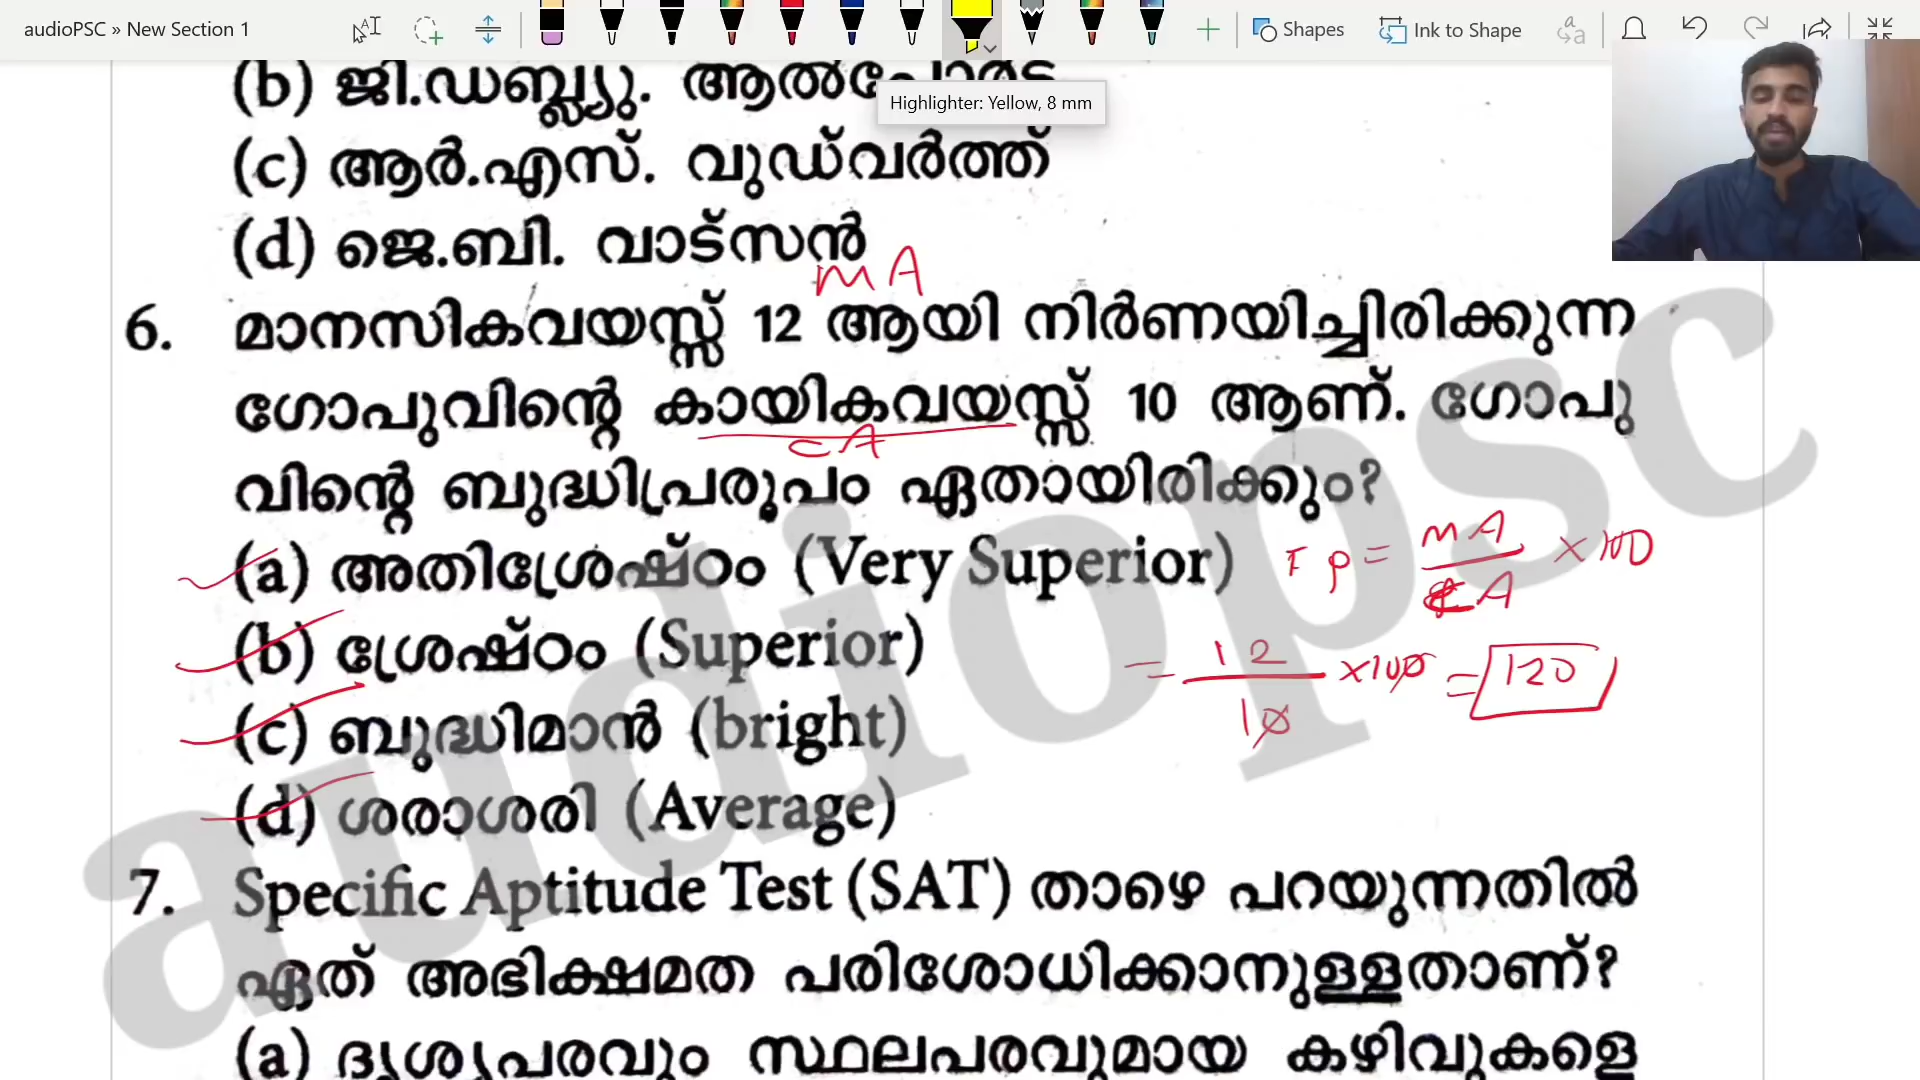 audioPSC » New Section 1
Shapes
Ink to Shape
(b) ജി.ഡബ്ല്യു. ആൽപോർട്ട
Highlighter: Yellow, 8 mm
(c) ആർ.എസ്. വുഡ്‌വർത്ത്
(d) ജെ.ബി. വാട്സൻ
MA
6. മാനസികവയസ്സ് 12 ആയി നിർണയിച്ചിരിക്കുന്ന
ഗോപുവിന്റെ കായികവയസ്സ് 10 ആണ്. ഗോപു
CA
വിന്റെ ബുദ്ധിപ്രരൂപം ഏതായിരിക്കും?
(a) അതിശ്രേഷ്ഠം (Very Superior)
(b) ശ്രേഷ്ഠം (Superior)
(c) ബുദ്ധിമാൻ (bright)
(d) ശരാശരി (Average)
= MA / CA × 100
= 12 / 10 × 100 = 120
7. Specific Aptitude Test (SAT) താഴെ പറയുന്നതിൽ
ഏത് അഭിക്ഷമത പരിശോധിക്കാനുള്ളതാണ്?
(a) ദൃശ്യപരവും സ്ഥലപരവുമായ കഴിവുകളെ
audiopsc